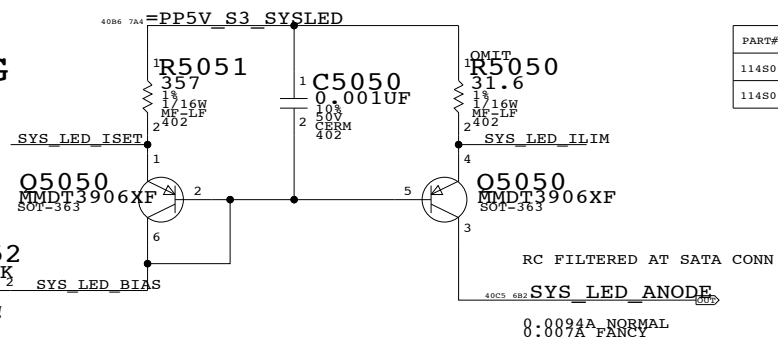 40B6 7A4 =PP5V_S3_SYSLED
PART#
114S0
114S0
G
1 R5051
357
1%
1/16W
MF-LF
402
2
1 C5050
0.001UF
10%
50V
2 CERM
402
OMIT
1 R5050
31.6
1%
1/16W
MF-LF
402
2
SYS_LED_ISET
SYS_LED_ILIM
1
4
Q5050
MMDT3906XF
SOT-363
2
5
Q5050
MMDT3906XF
SOT-363
6
3
52
K
2 SYS_LED_BIAS
RC FILTERED AT SATA CONN
40C5 6B2 SYS_LED_ANODE OUT
0.0094A NORMAL
0.007A FANCY